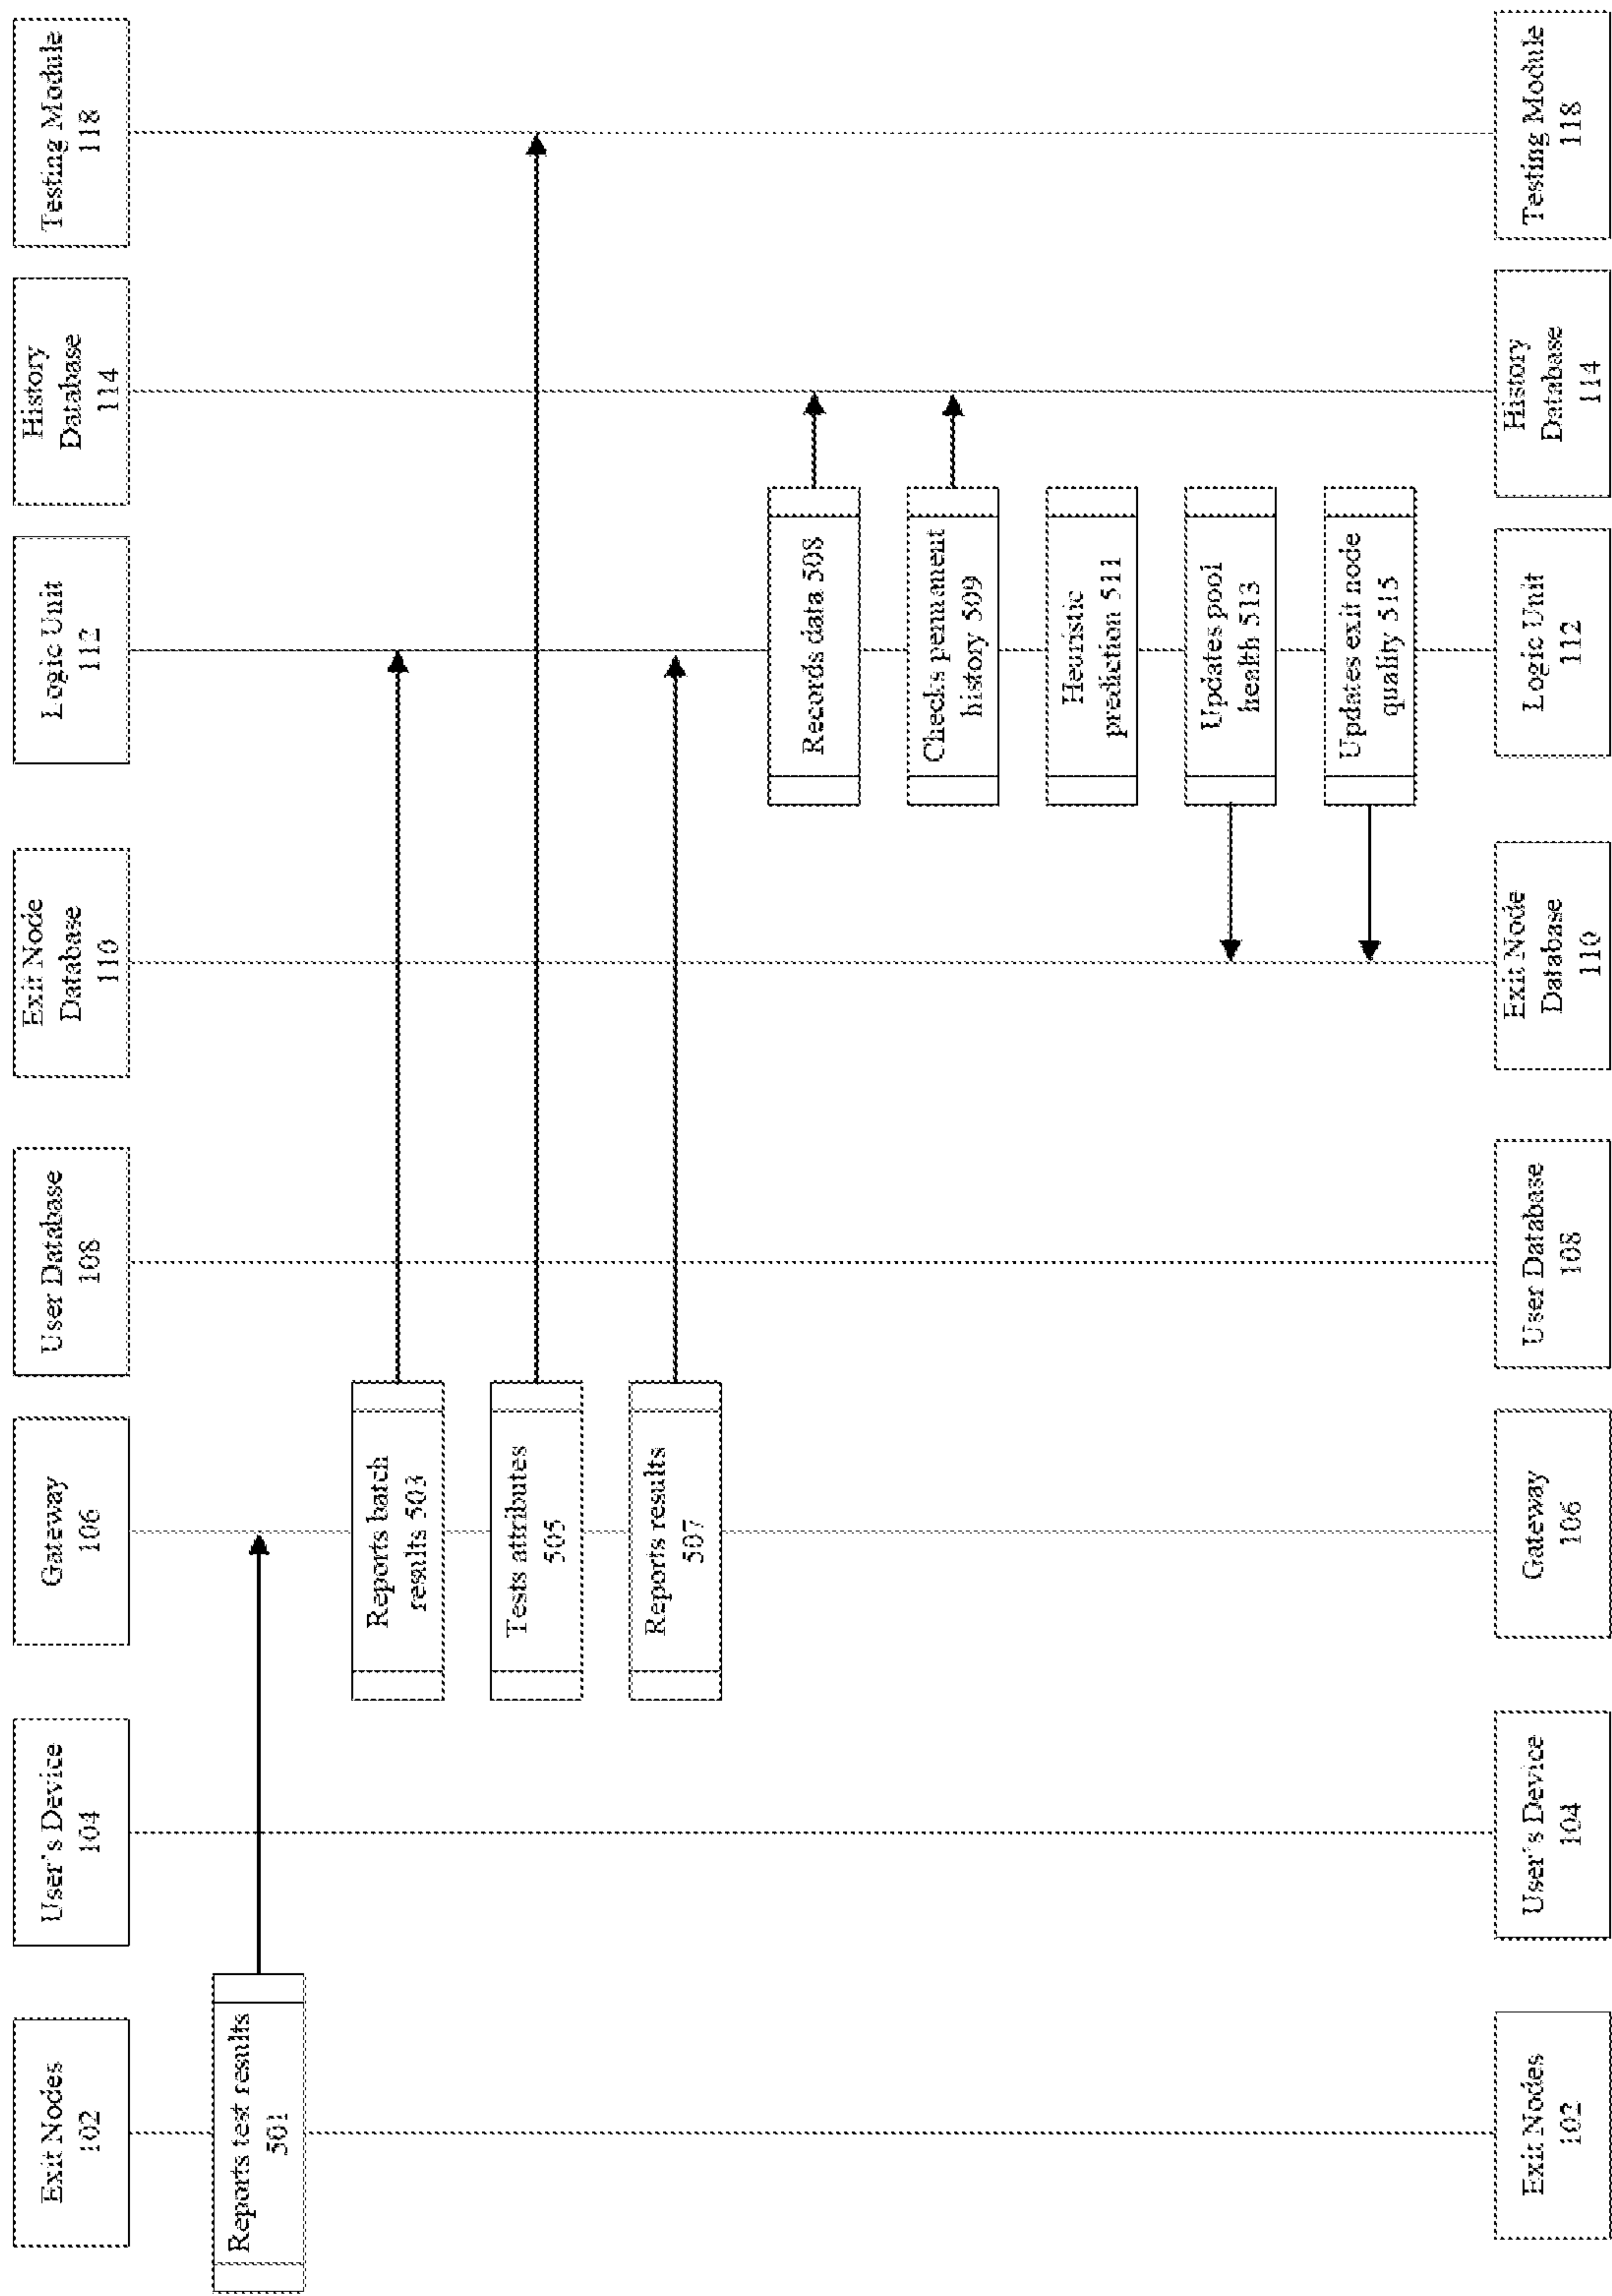 Exit Nodes
102
User's Device
104
Gateway
106
User Database
108
Exit Node
Database
110
Logic Unit
112
History
Database
114
Testing Module
118
Reports test results
501
Reports batch
results 503
Tests attributes
505
Reports results
507
Records data 508
Checks penument
history 509
Heuristic
prediction 511
Updates pool
health 513
Updates exit node
quality 515
Exit Nodes
102
User's Device
104
Gateway
106
User Database
108
Exit Node
Database
110
Logic Unit
112
History
Database
114
Testing Module
118